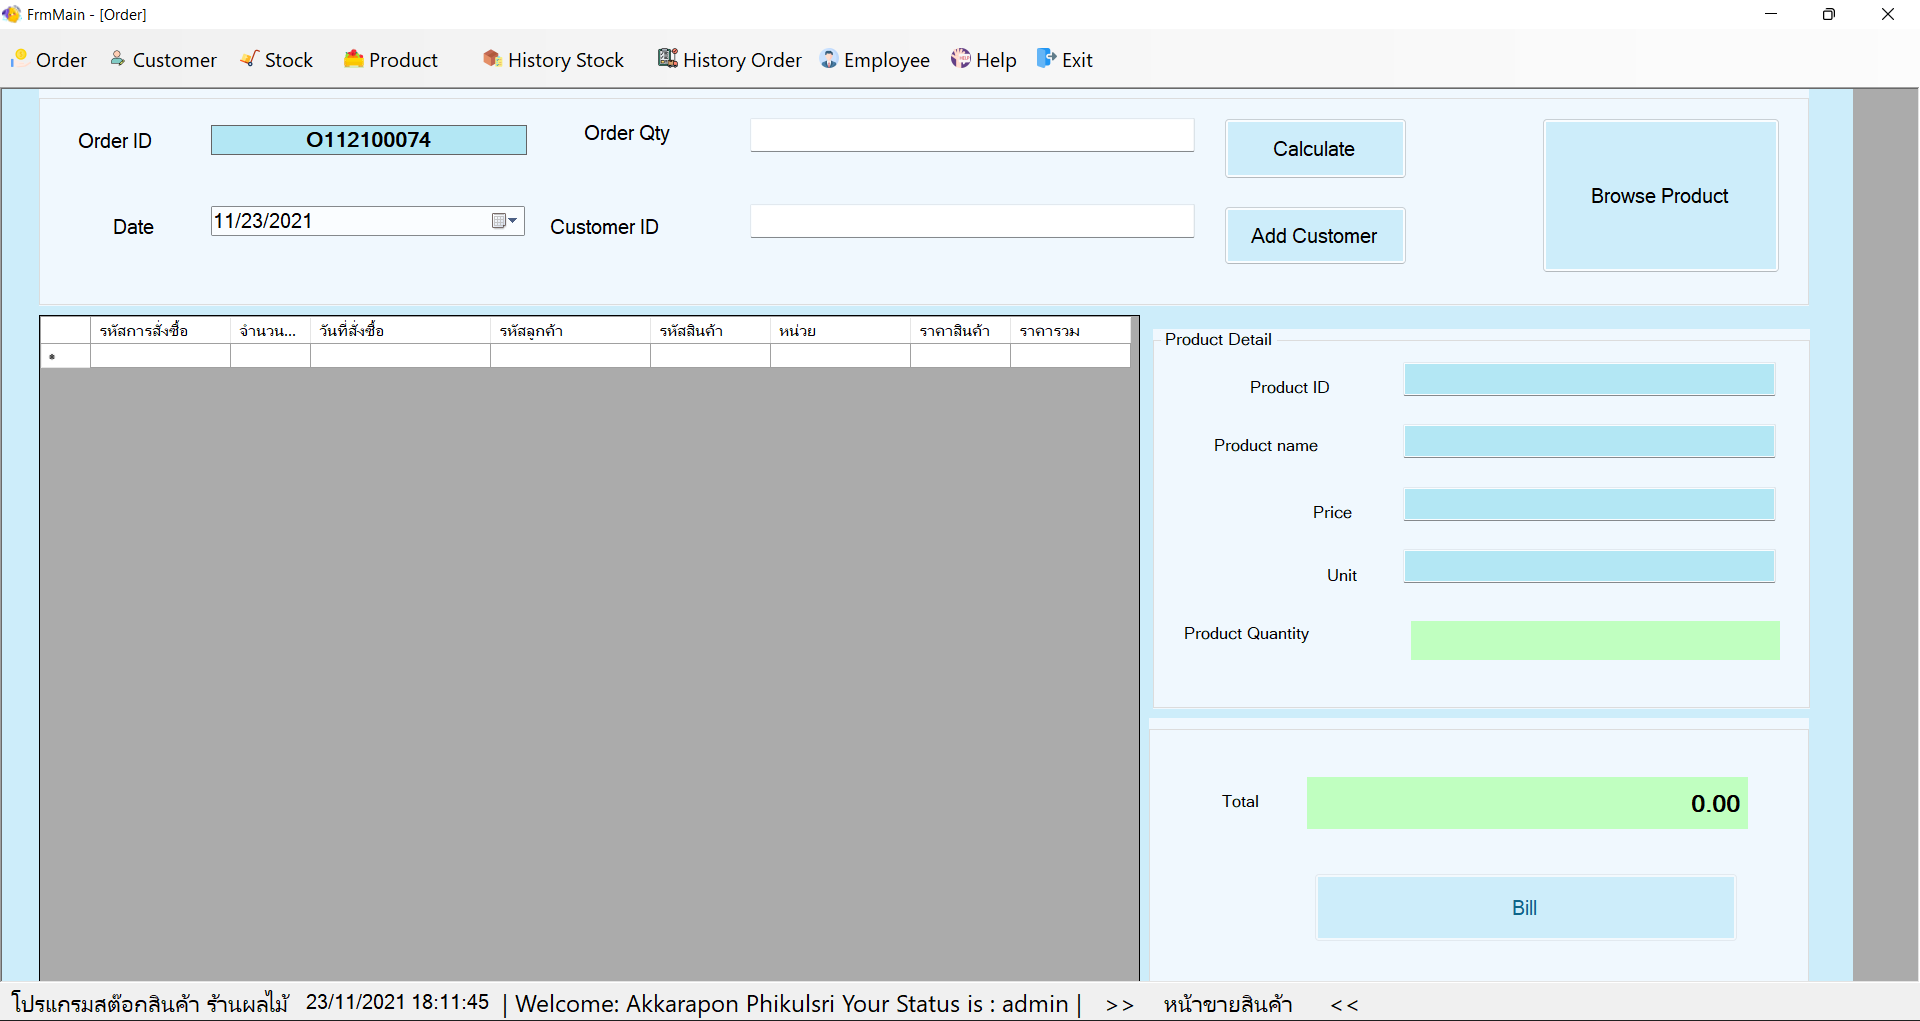 FrmMain - [Order]
Order Customer Stock Product History Stock History Order Employee Help Exit
Order ID O112100074 Order Qty Calculate Browse Product
Date 11/23/2021 Customer ID Add Customer
รหัสการสั่งซื้อ จำนวน... วันที่สั่งซื้อ รหัสลูกค้า รหัสสินค้า หน่วย ราคาสินค้า ราคารวม
Product Detail
Product ID
Product name
Price
Unit
Product Quantity
Total 0.00
Bill
โปรแกรมสต๊อกสินค้า ร้านผลไม้ 23/11/2021 18:11:45 | Welcome: Akkarapon Phikulsri Your Status is : admin | >> หน้าขายสินค้า <<